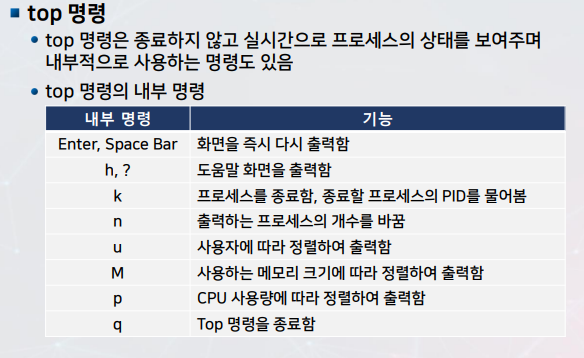 top 명령
top 명령은 종료하지 않고 실시간으로 프로세스의 상태를 보여주며
내부적으로 사용하는 명령도 있음
top 명령의 내부 명령
내부 명령 기능
Enter, Space Bar 화면을 즉시 다시 출력함
h, ? 도움말 화면을 출력함
k 프로세스를 종료함, 종료할 프로세스의 PID를 물어봄
n 출력하는 프로세스의 개수를 바꿈
u 사용자에 따라 정렬하여 출력함
M 사용하는 메모리 크기에 따라 정렬하여 출력함
p CPU 사용량에 따라 정렬하여 출력함
q Top 명령을 종료함